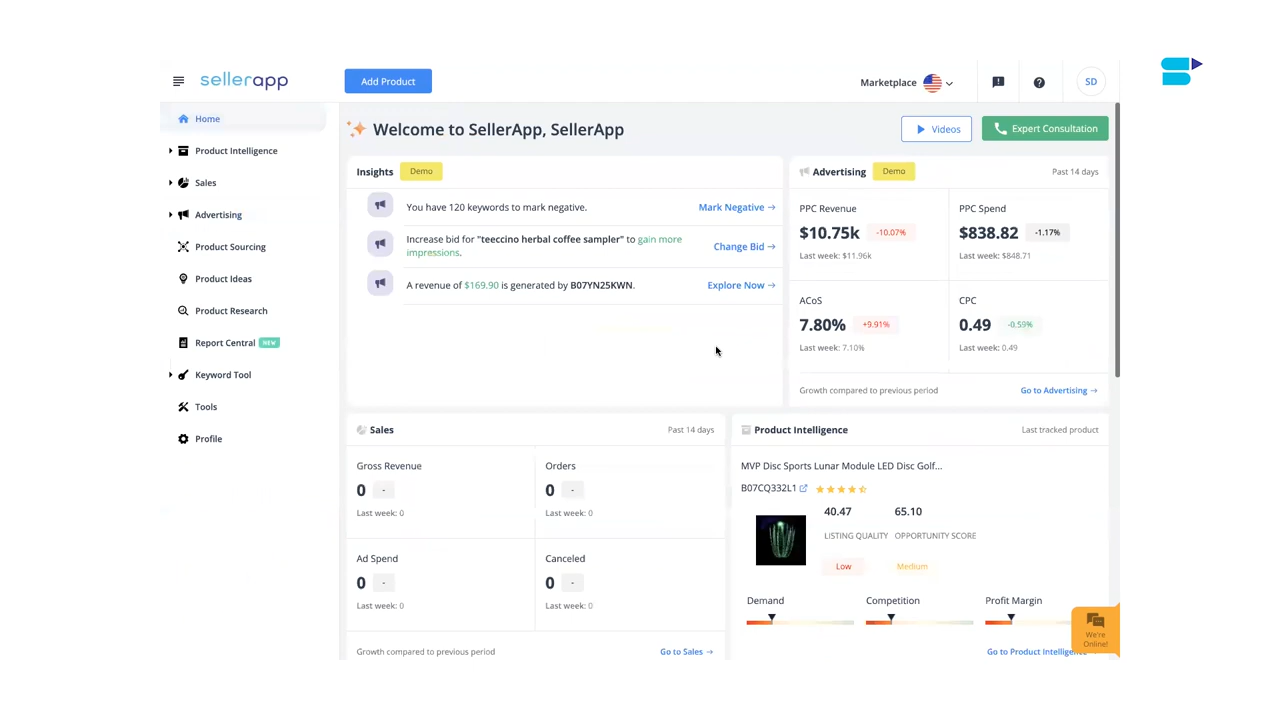 sellerapp
Add Product
Marketplace
SD
Home
Product Intelligence
Sales
Advertising
Product Sourcing
Product Ideas
Product Research
Report Central NEW
Keyword Tool
Tools
Profile
Welcome to SellerApp, SellerApp
Videos
Expert Consultation
Insights Demo
You have 120 keywords to mark negative. Mark Negative →
Increase bid for "teeccino herbal coffee sampler" to gain more
impressions.
Change Bid →
A revenue of $169.90 is generated by B07YN25KWN. Explore Now →
Advertising Demo Past 14 days
PPC Revenue
$10.75k -10.07%
Last week: $11.96k
PPC Spend
$838.82 -1.17%
Last week: $848.71
ACoS
7.80% +9.91%
Last week: 7.10%
CPC
0.49 -0.59%
Last week: 0.49
Growth compared to previous period Go to Advertising →
Sales Past 14 days
Gross Revenue
0 -
Last week: 0
Orders
0 -
Last week: 0
Ad Spend
0 -
Last week: 0
Canceled
0 -
Last week: 0
Growth compared to previous period Go to Sales →
Product Intelligence Last tracked product
MVP Disc Sports Lunar Module LED Disc Golf...
B07CQ332L1
40.47 65.10
LISTING QUALITY OPPORTUNITY SCORE
Low Medium
Demand Competition Profit Margin
Go to Product Intelligence
We're
Online!